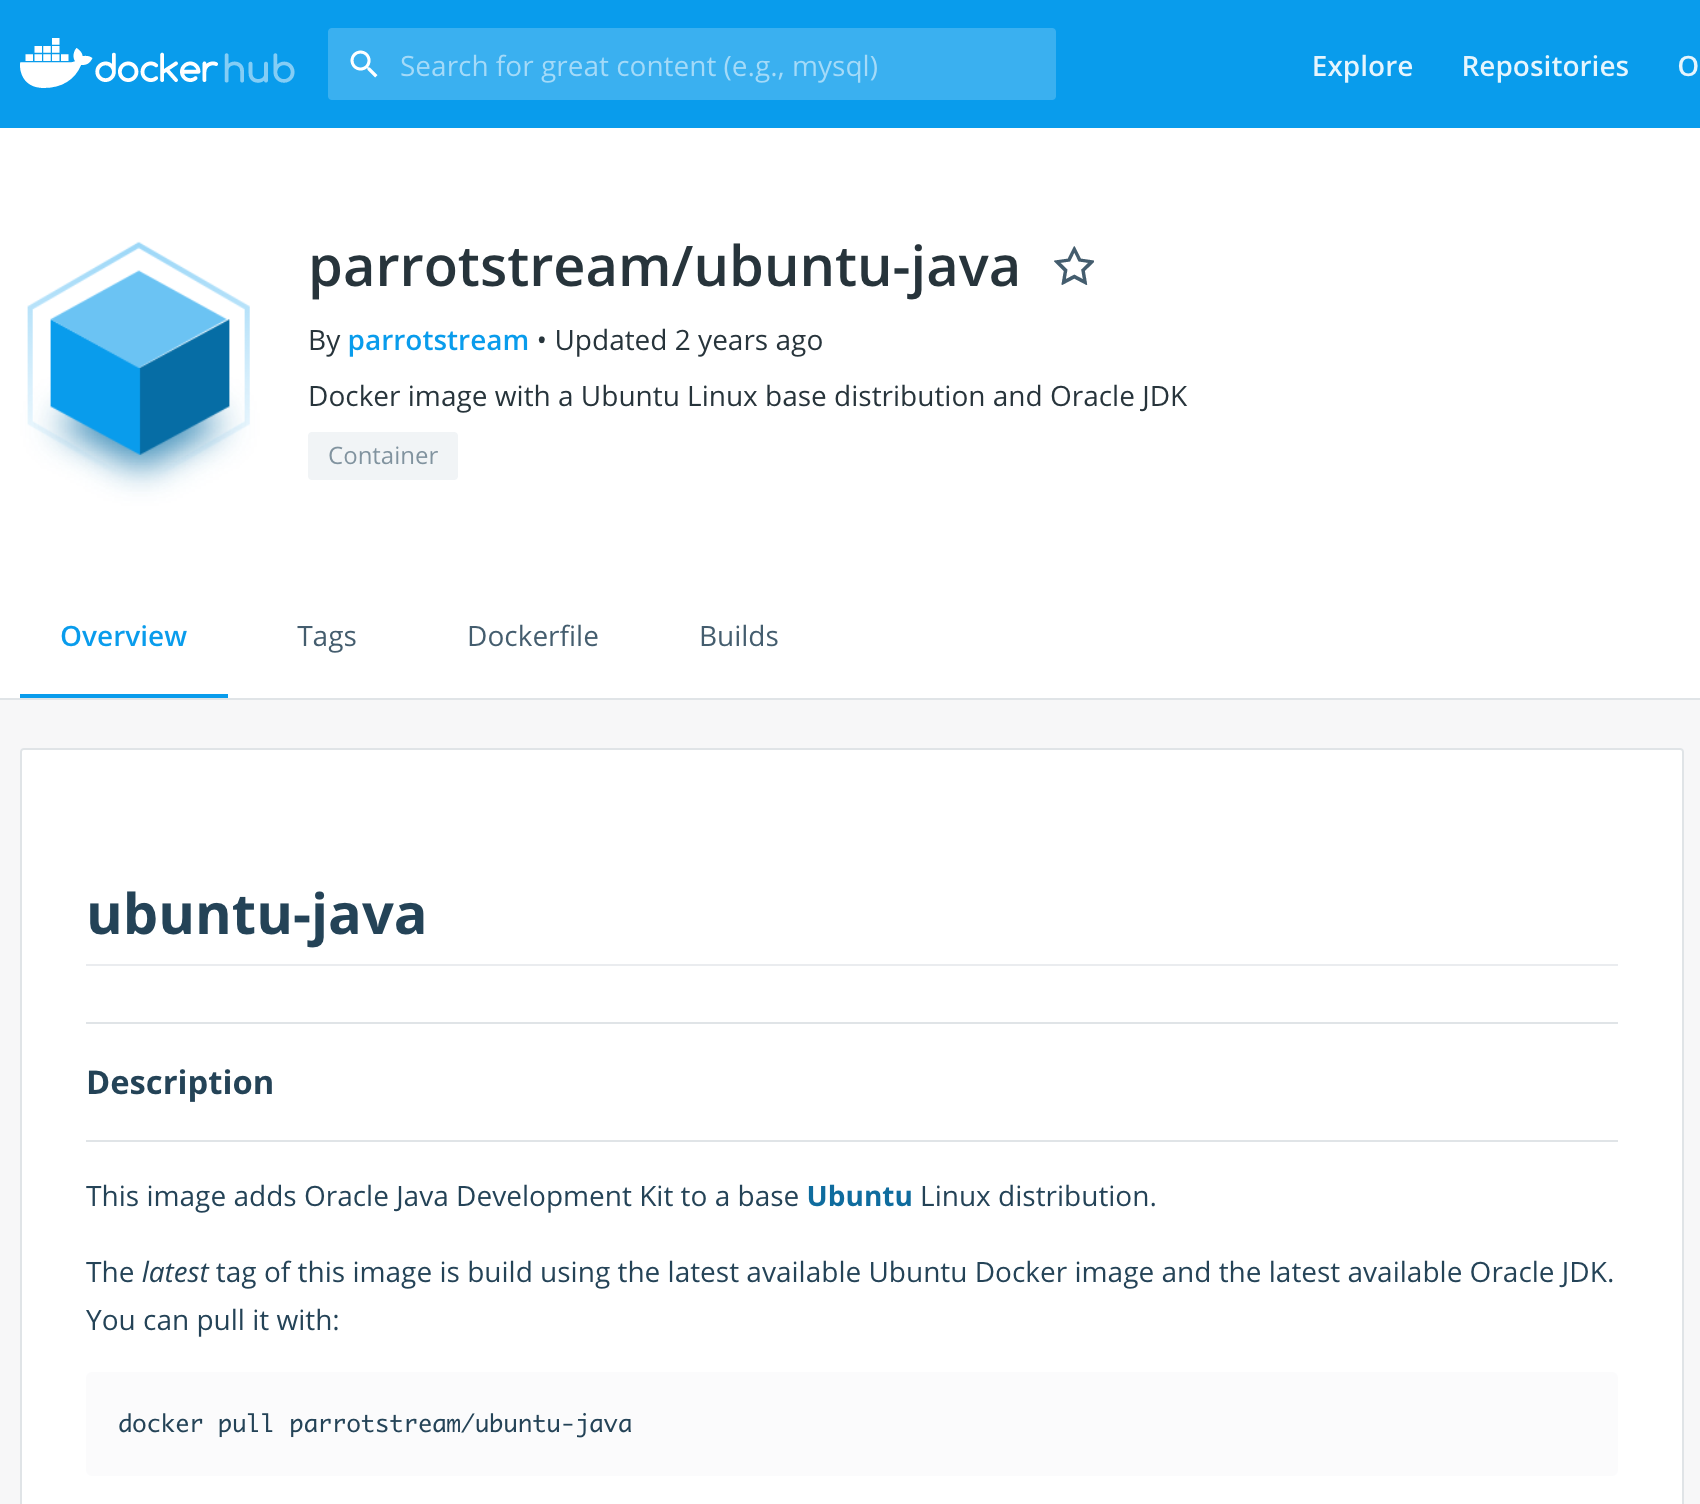 docker hub
Search for great content (e.g., mysql)
Explore
Repositories
parrotstream/ubuntu-java
By parrotstream • Updated 2 years ago
Docker image with a Ubuntu Linux base distribution and Oracle JDK
Container
Overview
Tags
Dockerfile
Builds
ubuntu-java
Description
This image adds Oracle Java Development Kit to a base Ubuntu Linux distribution.
The latest tag of this image is build using the latest available Ubuntu Docker image and the latest available Oracle JDK.
You can pull it with:
docker pull parrotstream/ubuntu-java